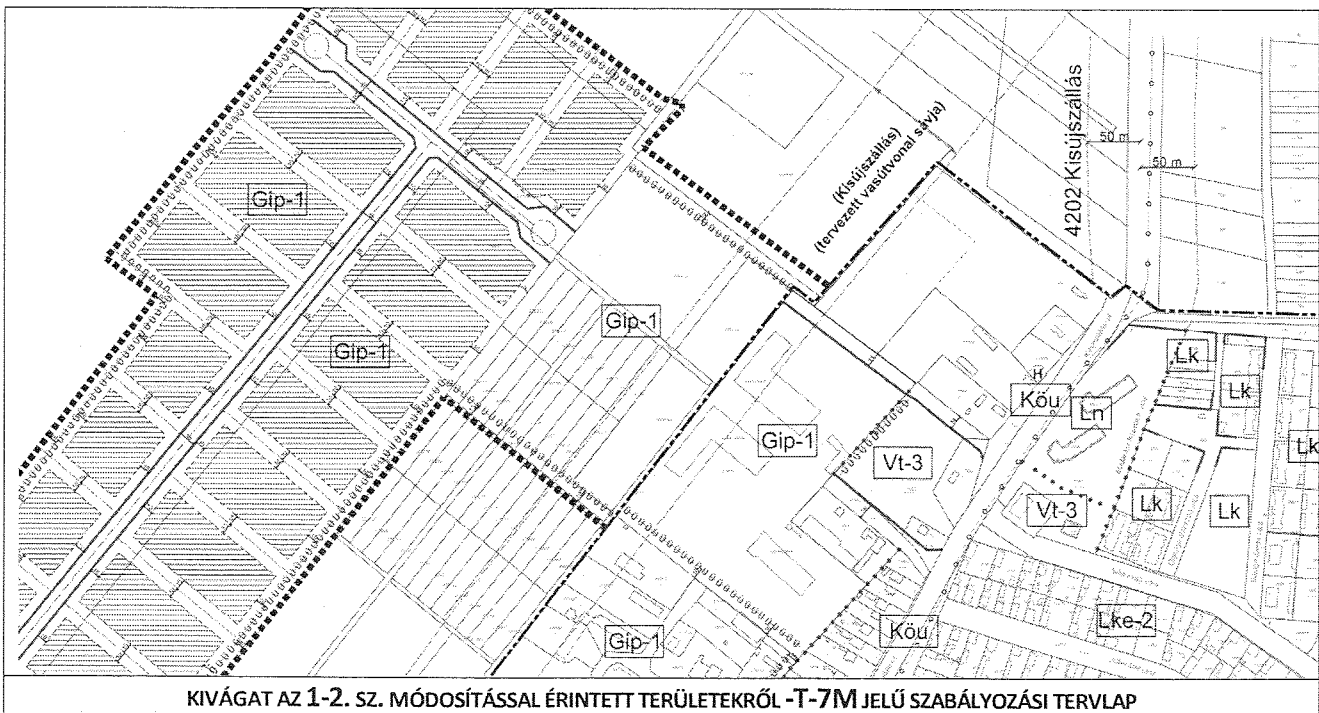 4202 Kisújszállás
50 m
50 m
(Kisújszállás)
(tervezett vasútvonal sávja)
Gip-1
Gip-1
Gip-1
Gip-1
Gip-1
Vt-3
H
Köu
Ln
Lk
Lk
Lk
Vt-3
Lk
Lk
Köu
Lke-2
KIVÁGAT AZ 1-2. SZ. MÓDOSÍTÁSSAL ÉRINTETT TERÜLETEKRŐL -T-7M JELŰ SZABÁLYOZÁSI TERVLAP